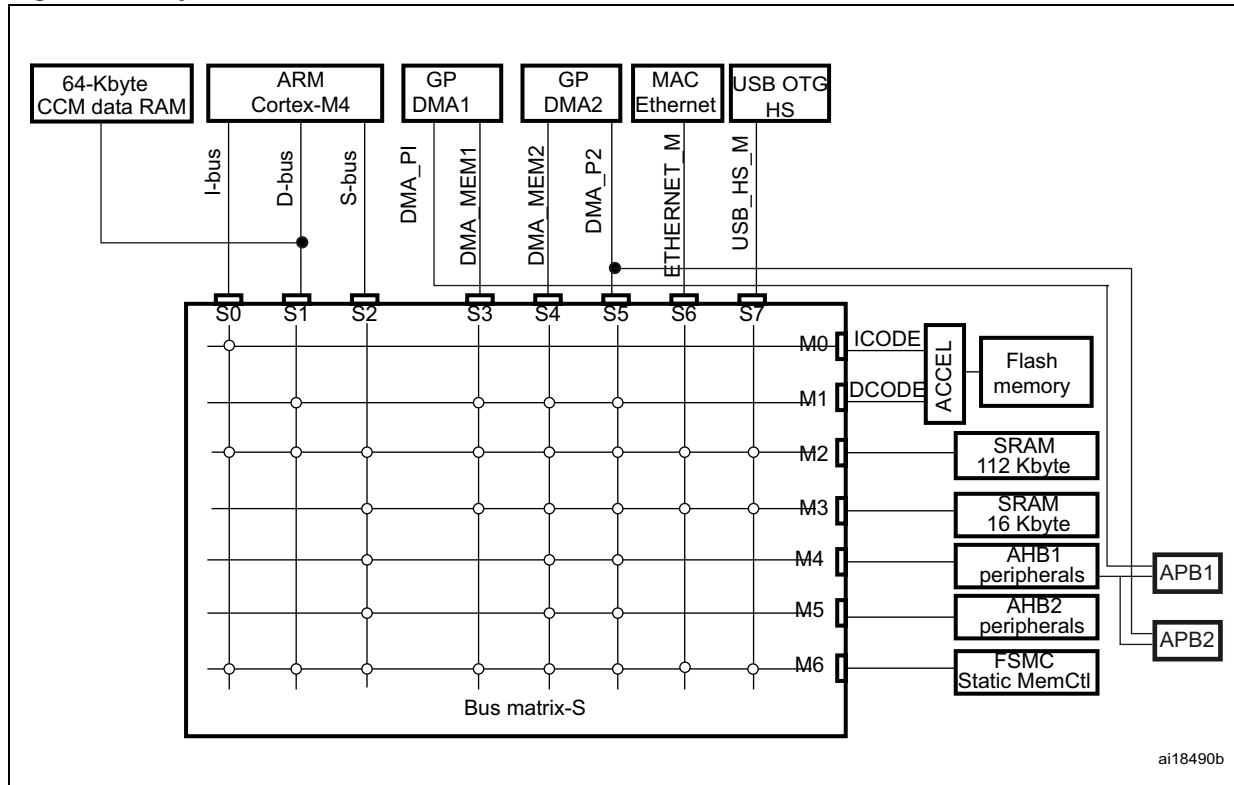 64-Kbyte
CCM data RAM
ARM
Cortex-M4
GP
DMA1
GP
DMA2
MAC
Ethernet
USB OTG
HS
I-bus
D-bus
S-bus
DMA_PI
DMA_MEM1
DMA_MEM2
DMA_P2
ETHERNET_M
USB_HS_M
S0 S1 S2 S3 S4 S5 S6 S7
M0 ICODE
M1 DCODE
ACCEL
Flash
memory
M2
SRAM
112 Kbyte
M3
SRAM
16 Kbyte
M4
AHB1
peripherals
APB1
M5
AHB2
peripherals
APB2
M6
FSMC
Static MemCtl
Bus matrix-S
ai18490b